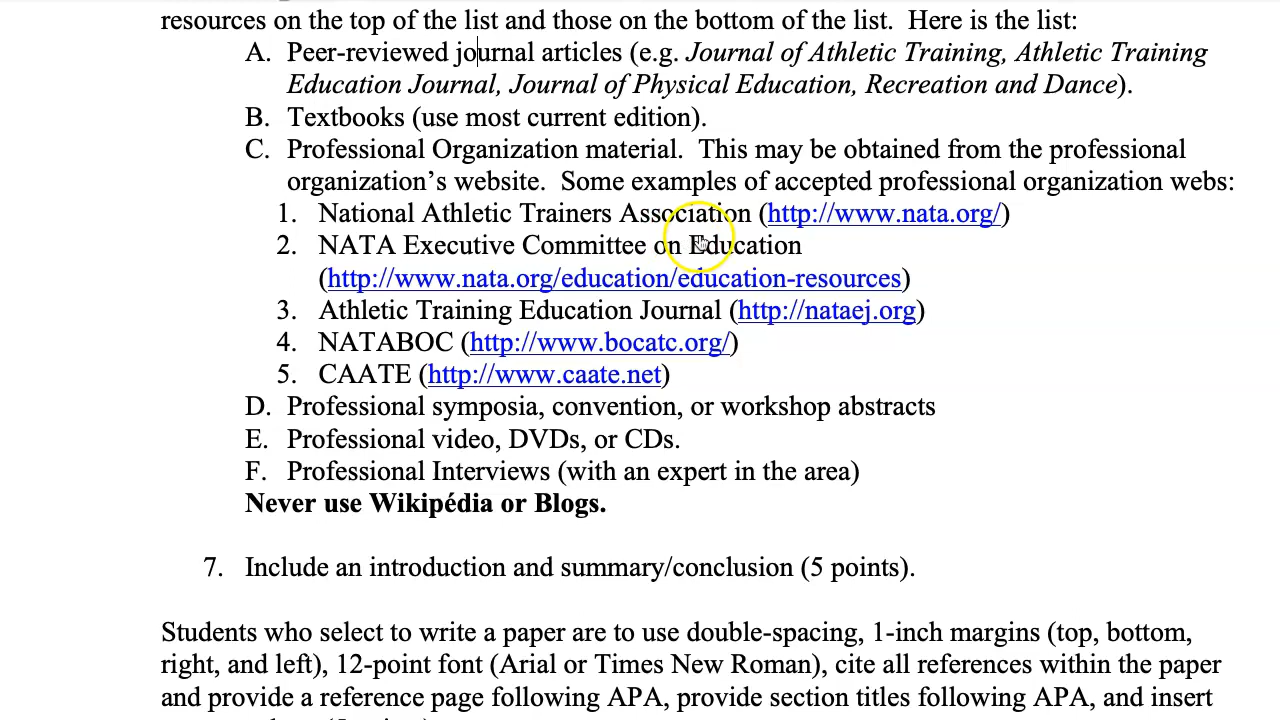 resources on the top of the list and those on the bottom of the list.  Here is the list:
A. Peer-reviewed journal articles (e.g. Journal of Athletic Training, Athletic Training
Education Journal, Journal of Physical Education, Recreation and Dance).
B. Textbooks (use most current edition).
C. Professional Organization material.  This may be obtained from the professional
organization’s website.  Some examples of accepted professional organization webs:
1. National Athletic Trainers Association (http://www.nata.org/)
2. NATA Executive Committee on Education
(http://www.nata.org/education/education-resources)
3. Athletic Training Education Journal (http://nataej.org)
4. NATABOC (http://www.bocatc.org/)
5. CAATE (http://www.caate.net)
D. Professional symposia, convention, or workshop abstracts
E. Professional video, DVDs, or CDs.
F. Professional Interviews (with an expert in the area)
Never use Wikipédia or Blogs.
7. Include an introduction and summary/conclusion (5 points).
Students who select to write a paper are to use double-spacing, 1-inch margins (top, bottom,
right, and left), 12-point font (Arial or Times New Roman), cite all references within the paper
and provide a reference page following APA, provide section titles following APA, and insert